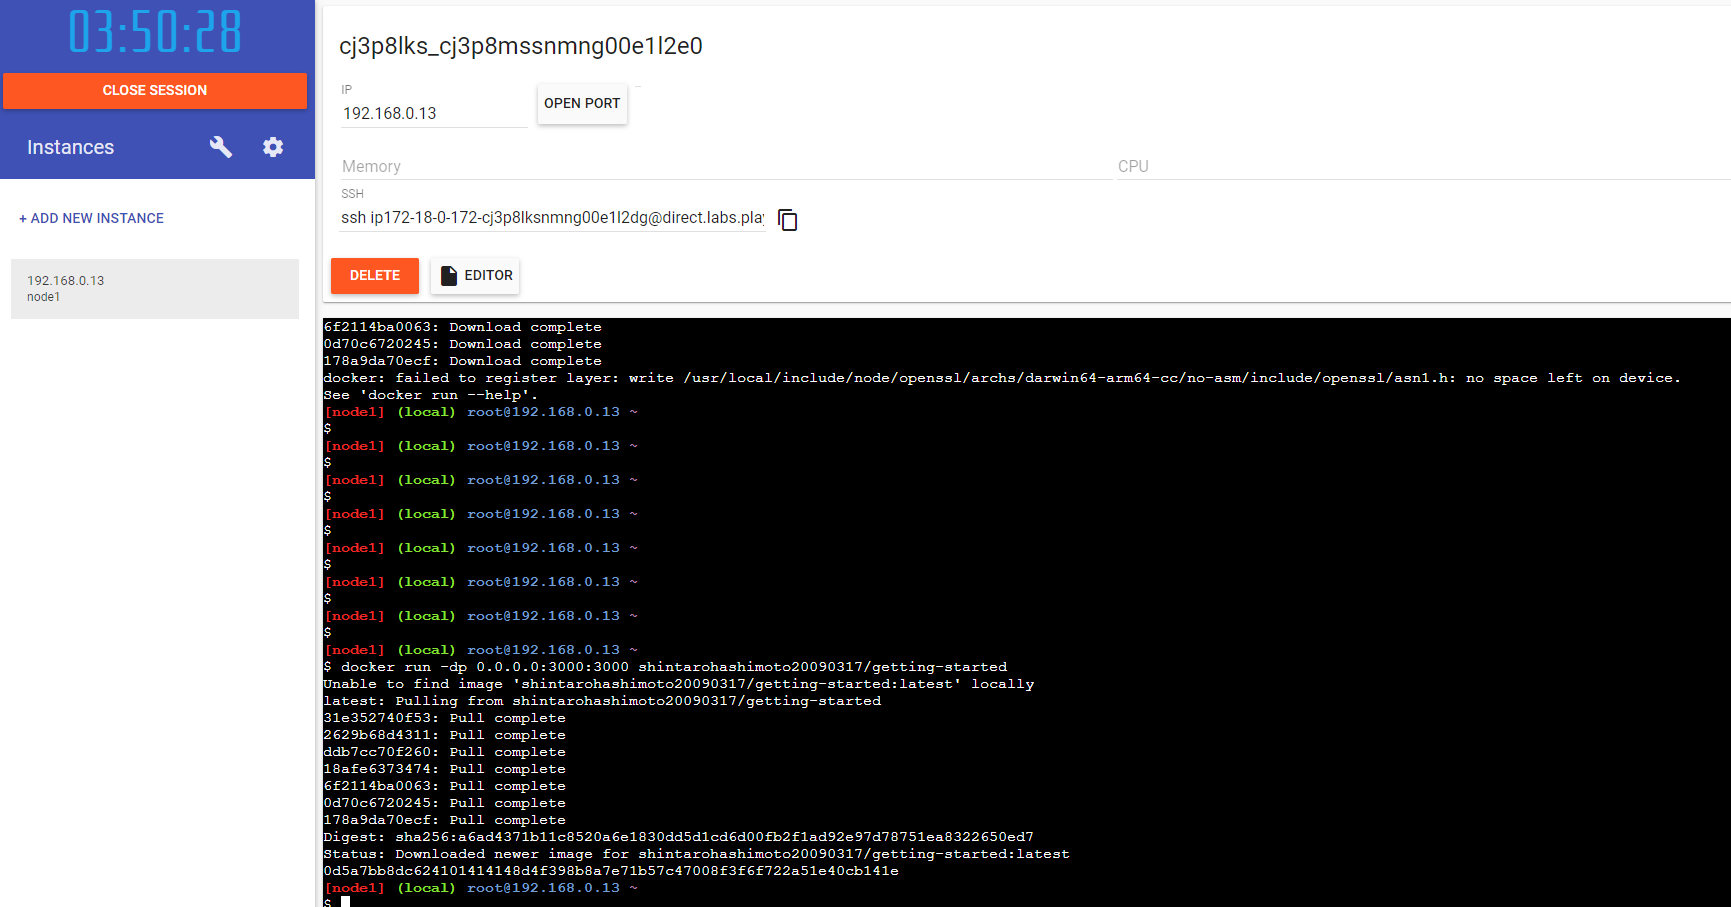 03:50:28
CLOSE SESSION
Instances
+ ADD NEW INSTANCE
192.168.0.13
node1
cj3p8lks_cj3p8mssnmng00e1l2e0
IP
192.168.0.13
OPEN PORT
Memory
CPU
SSH
ssh ip172-18-0-172-cj3p8lksnmng00e1l2dg@direct.labs.play
DELETE
EDITOR
6f2114ba0063: Download complete
0d70c6720245: Download complete
178a9da70ecf: Download complete
docker: failed to register layer: write /usr/local/include/node/openssl/archs/darwin64-arm64-cc/no-asm/include/openssl/asn1.h: no space left on device.
See 'docker run --help'.
[node1] (local) root@192.168.0.13 ~
$
[node1] (local) root@192.168.0.13 ~
$
[node1] (local) root@192.168.0.13 ~
$
[node1] (local) root@192.168.0.13 ~
$
[node1] (local) root@192.168.0.13 ~
$
[node1] (local) root@192.168.0.13 ~
$
[node1] (local) root@192.168.0.13 ~
$
[node1] (local) root@192.168.0.13 ~
$ docker run -dp 0.0.0.0:3000:3000 shintarohashimoto20090317/getting-started
Unable to find image 'shintarohashimoto20090317/getting-started:latest' locally
latest: Pulling from shintarohashimoto20090317/getting-started
31e352740f53: Pull complete
2629b68d4311: Pull complete
ddb7cc70f260: Pull complete
18afe6373474: Pull complete
6f2114ba0063: Pull complete
0d70c6720245: Pull complete
178a9da70ecf: Pull complete
Digest: sha256:a6ad4371b11c8520a6e1830dd5d1cd6d00fb2f1ad92e97d78751ea8322650ed7
Status: Downloaded newer image for shintarohashimoto20090317/getting-started:latest
0d5a7bb8dc624101414148d4f398b8a7e71b57c47008f3f6f722a51e40cb141e
[node1] (local) root@192.168.0.13 ~
$